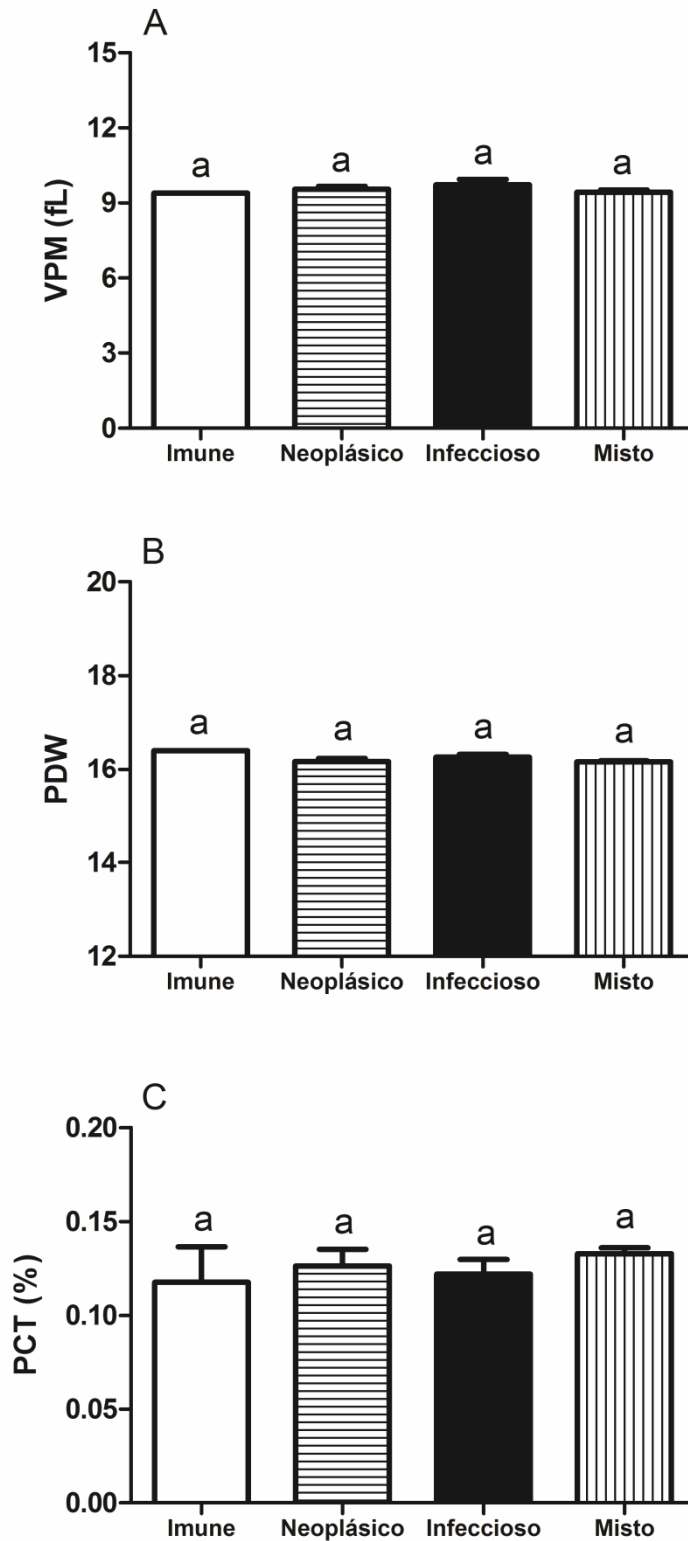 A
15
12
9
6
3
0
VPM (fL)
a a a a
Imune Neoplásico Infeccioso Misto
B
20
18
16
14
12
PDW
a a a a
Imune Neoplásico Infeccioso Misto
C
0.20
0.15
0.10
0.05
0.00
PCT (%)
a a a a
Imune Neoplásico Infeccioso Misto